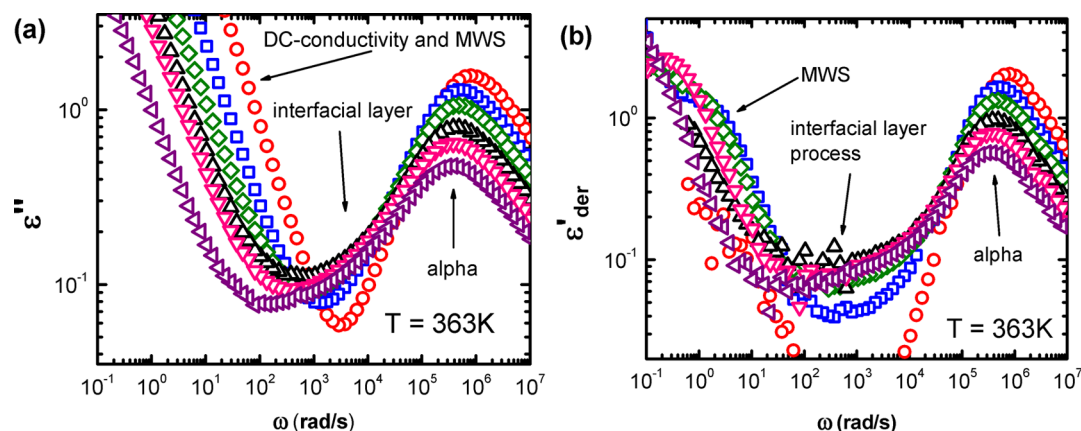 (a)
DC-conductivity and MWS
interfacial layer
alpha
T = 363K
ε''
10⁰
10⁻¹
10⁻¹ 10⁰ 10¹ 10² 10³ 10⁴ 10⁵ 10⁶ 10⁷
ω (rad/s)
(b)
MWS
interfacial layer
process
alpha
T = 363K
ε'der
10⁰
10⁻¹
10⁻¹ 10⁰ 10¹ 10² 10³ 10⁴ 10⁵ 10⁶ 10⁷
ω (rad/s)